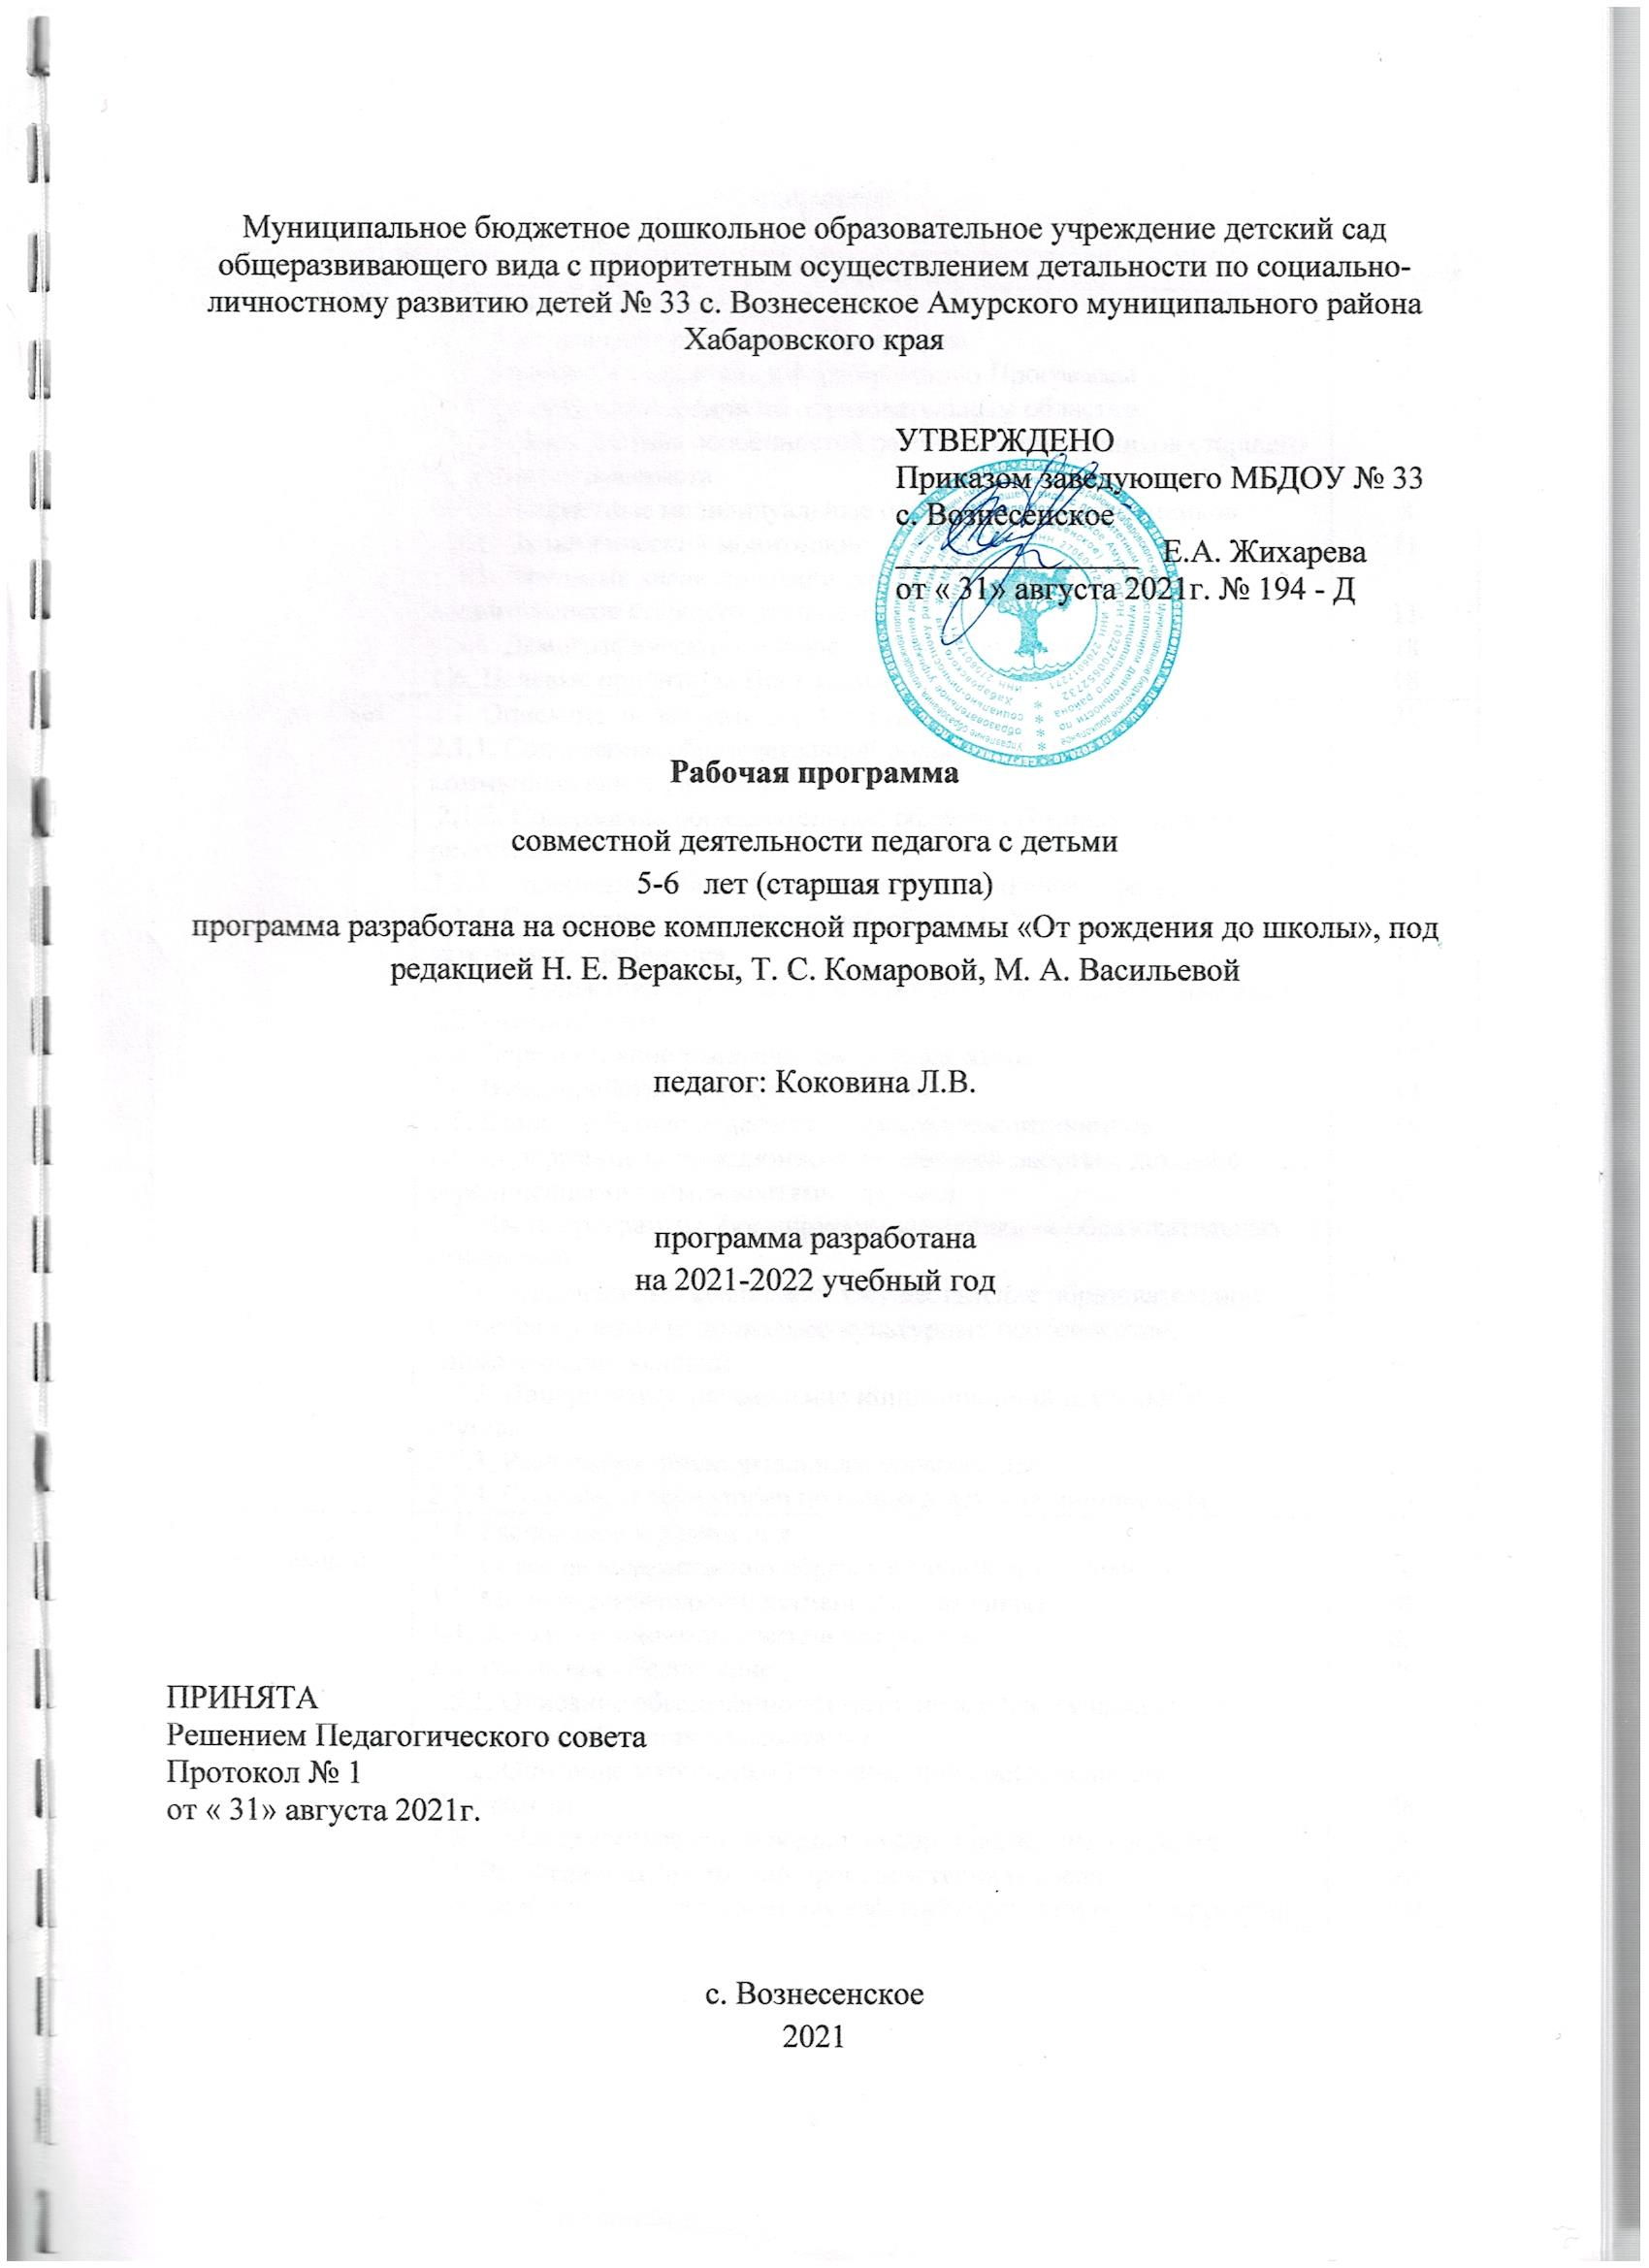 Муниципальное бюджетное дошкольное образовательное учреждение детский сад
общеразвивающего вида с приоритетным осуществлением детальности по социально-
личностному развитию детей № 33 с. Вознесенское Амурского муниципального района
Хабаровского края
УТВЕРЖДЕНО
Приказом заведующего МБДОУ № 33
с. Вознесенское
Е.А. Жихарева
от « 31» августа 2021г. № 194 - Д
Рабочая программа
совместной деятельности педагога с детьми
5-6 лет (старшая группа)
программа разработана на основе комплексной программы «От рождения до школы», под
редакцией Н. Е. Вераксы, Т. С. Комаровой, М. А. Васильевой
педагог: Коковина Л.В.
программа разработана
на 2021-2022 учебный год
ПРИНЯТА
Решением Педагогического совета
Протокол № 1
от « 31» августа 2021г.
с. Вознесенское
2021